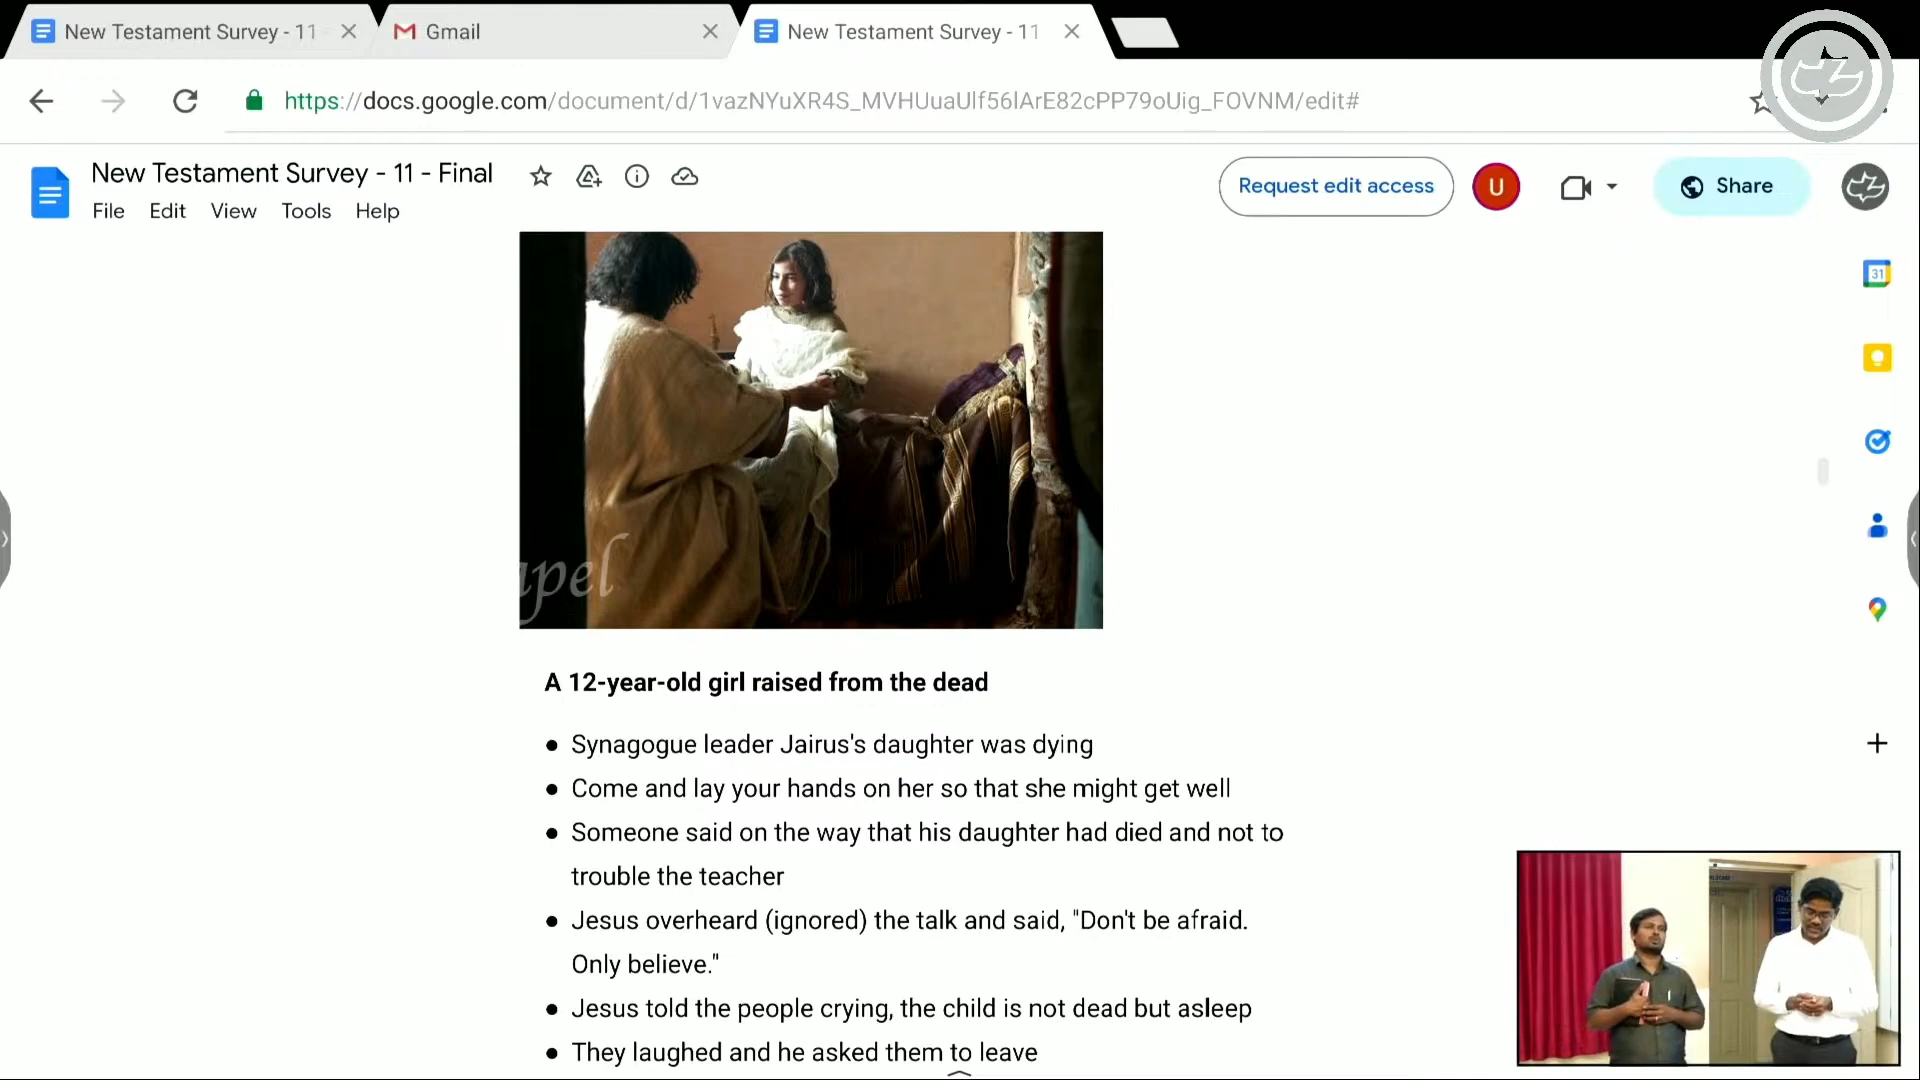 New Testament Survey - 11
Gmail
New Testament Survey - 11
https://docs.google.com/document/d/1vazNYuXR4S_MVHUuaUlf56lArE82cPP79oUig_FOVNM/edit#
New Testament Survey - 11 - Final
File Edit View Tools Help
Request edit access
U
Share
31
apel
A 12-year-old girl raised from the dead
● Synagogue leader Jairus's daughter was dying
● Come and lay your hands on her so that she might get well
● Someone said on the way that his daughter had died and not to
trouble the teacher
● Jesus overheard (ignored) the talk and said, "Don't be afraid.
Only believe."
● Jesus told the people crying, the child is not dead but asleep
● They laughed and he asked them to leave